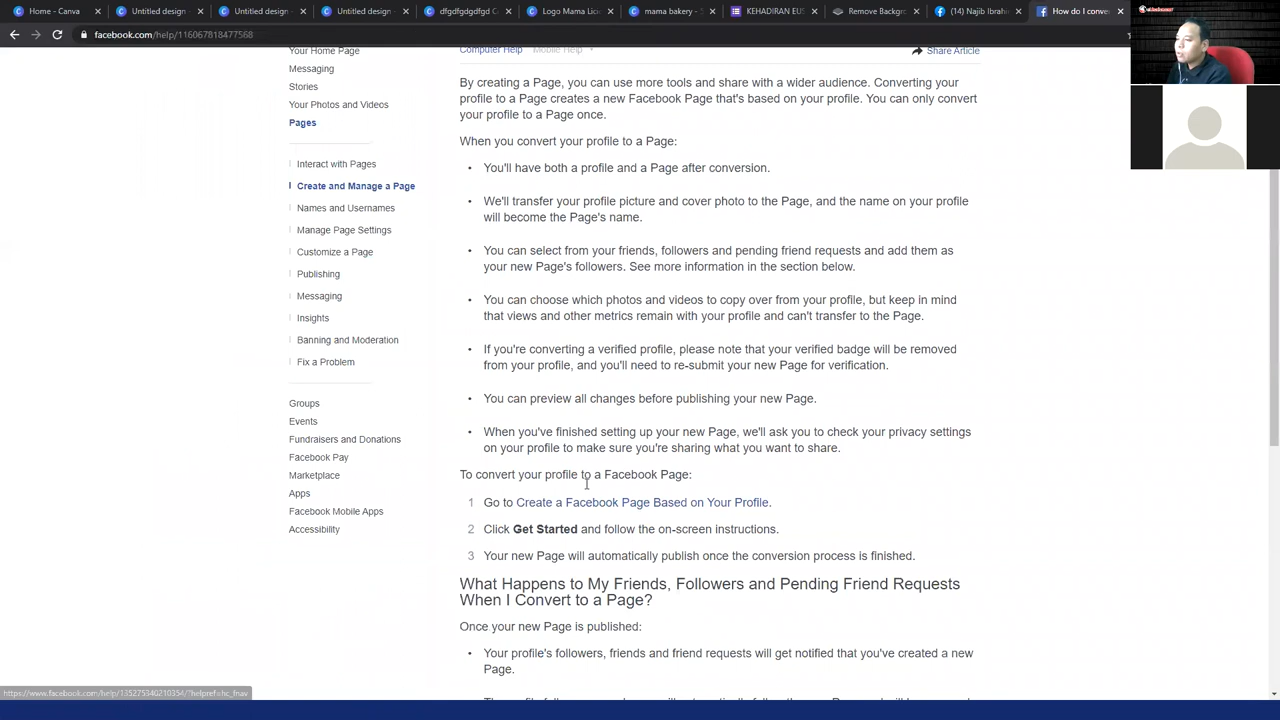 Home - Canva
Untitled design
Untitled design
Untitled design
How do I conve
facebook.com/help/116067818477568
Your Home Page
Messaging
Stories
Your Photos and Videos
Pages
Interact with Pages
Create and Manage a Page
Names and Usernames
Manage Page Settings
Customize a Page
Publishing
Messaging
Insights
Banning and Moderation
Fix a Problem
Groups
Events
Fundraisers and Donations
Facebook Pay
Marketplace
Apps
Facebook Mobile Apps
Accessibility
Computer Help
Mobile Help
Share Article
By creating a Page, you can use more tools and share with a wider audience. Converting your
profile to a Page creates a new Facebook Page that's based on your profile. You can only convert
your profile to a Page once.
When you convert your profile to a Page:
• You'll have both a profile and a Page after conversion.
• We'll transfer your profile picture and cover photo to the Page, and the name on your profile
will become the Page's name.
• You can select from your friends, followers and pending friend requests and add them as
your new Page's followers. See more information in the section below.
• You can choose which photos and videos to copy over from your profile, but keep in mind
that views and other metrics remain with your profile and can't transfer to the Page.
• If you're converting a verified profile, please note that your verified badge will be removed
from your profile, and you'll need to re-submit your new Page for verification.
• You can preview all changes before publishing your new Page.
• When you've finished setting up your new Page, we'll ask you to check your privacy settings
on your profile to make sure you're sharing what you want to share.
To convert your profile to a Facebook Page:
1 Go to Create a Facebook Page Based on Your Profile.
2 Click Get Started and follow the on-screen instructions.
3 Your new Page will automatically publish once the conversion process is finished.
What Happens to My Friends, Followers and Pending Friend Requests
When I Convert to a Page?
Once your new Page is published:
• Your profile's followers, friends and friend requests will get notified that you've created a new
Page.
https://www.facebook.com/help/135275340210354/?helpref=hc_fnav